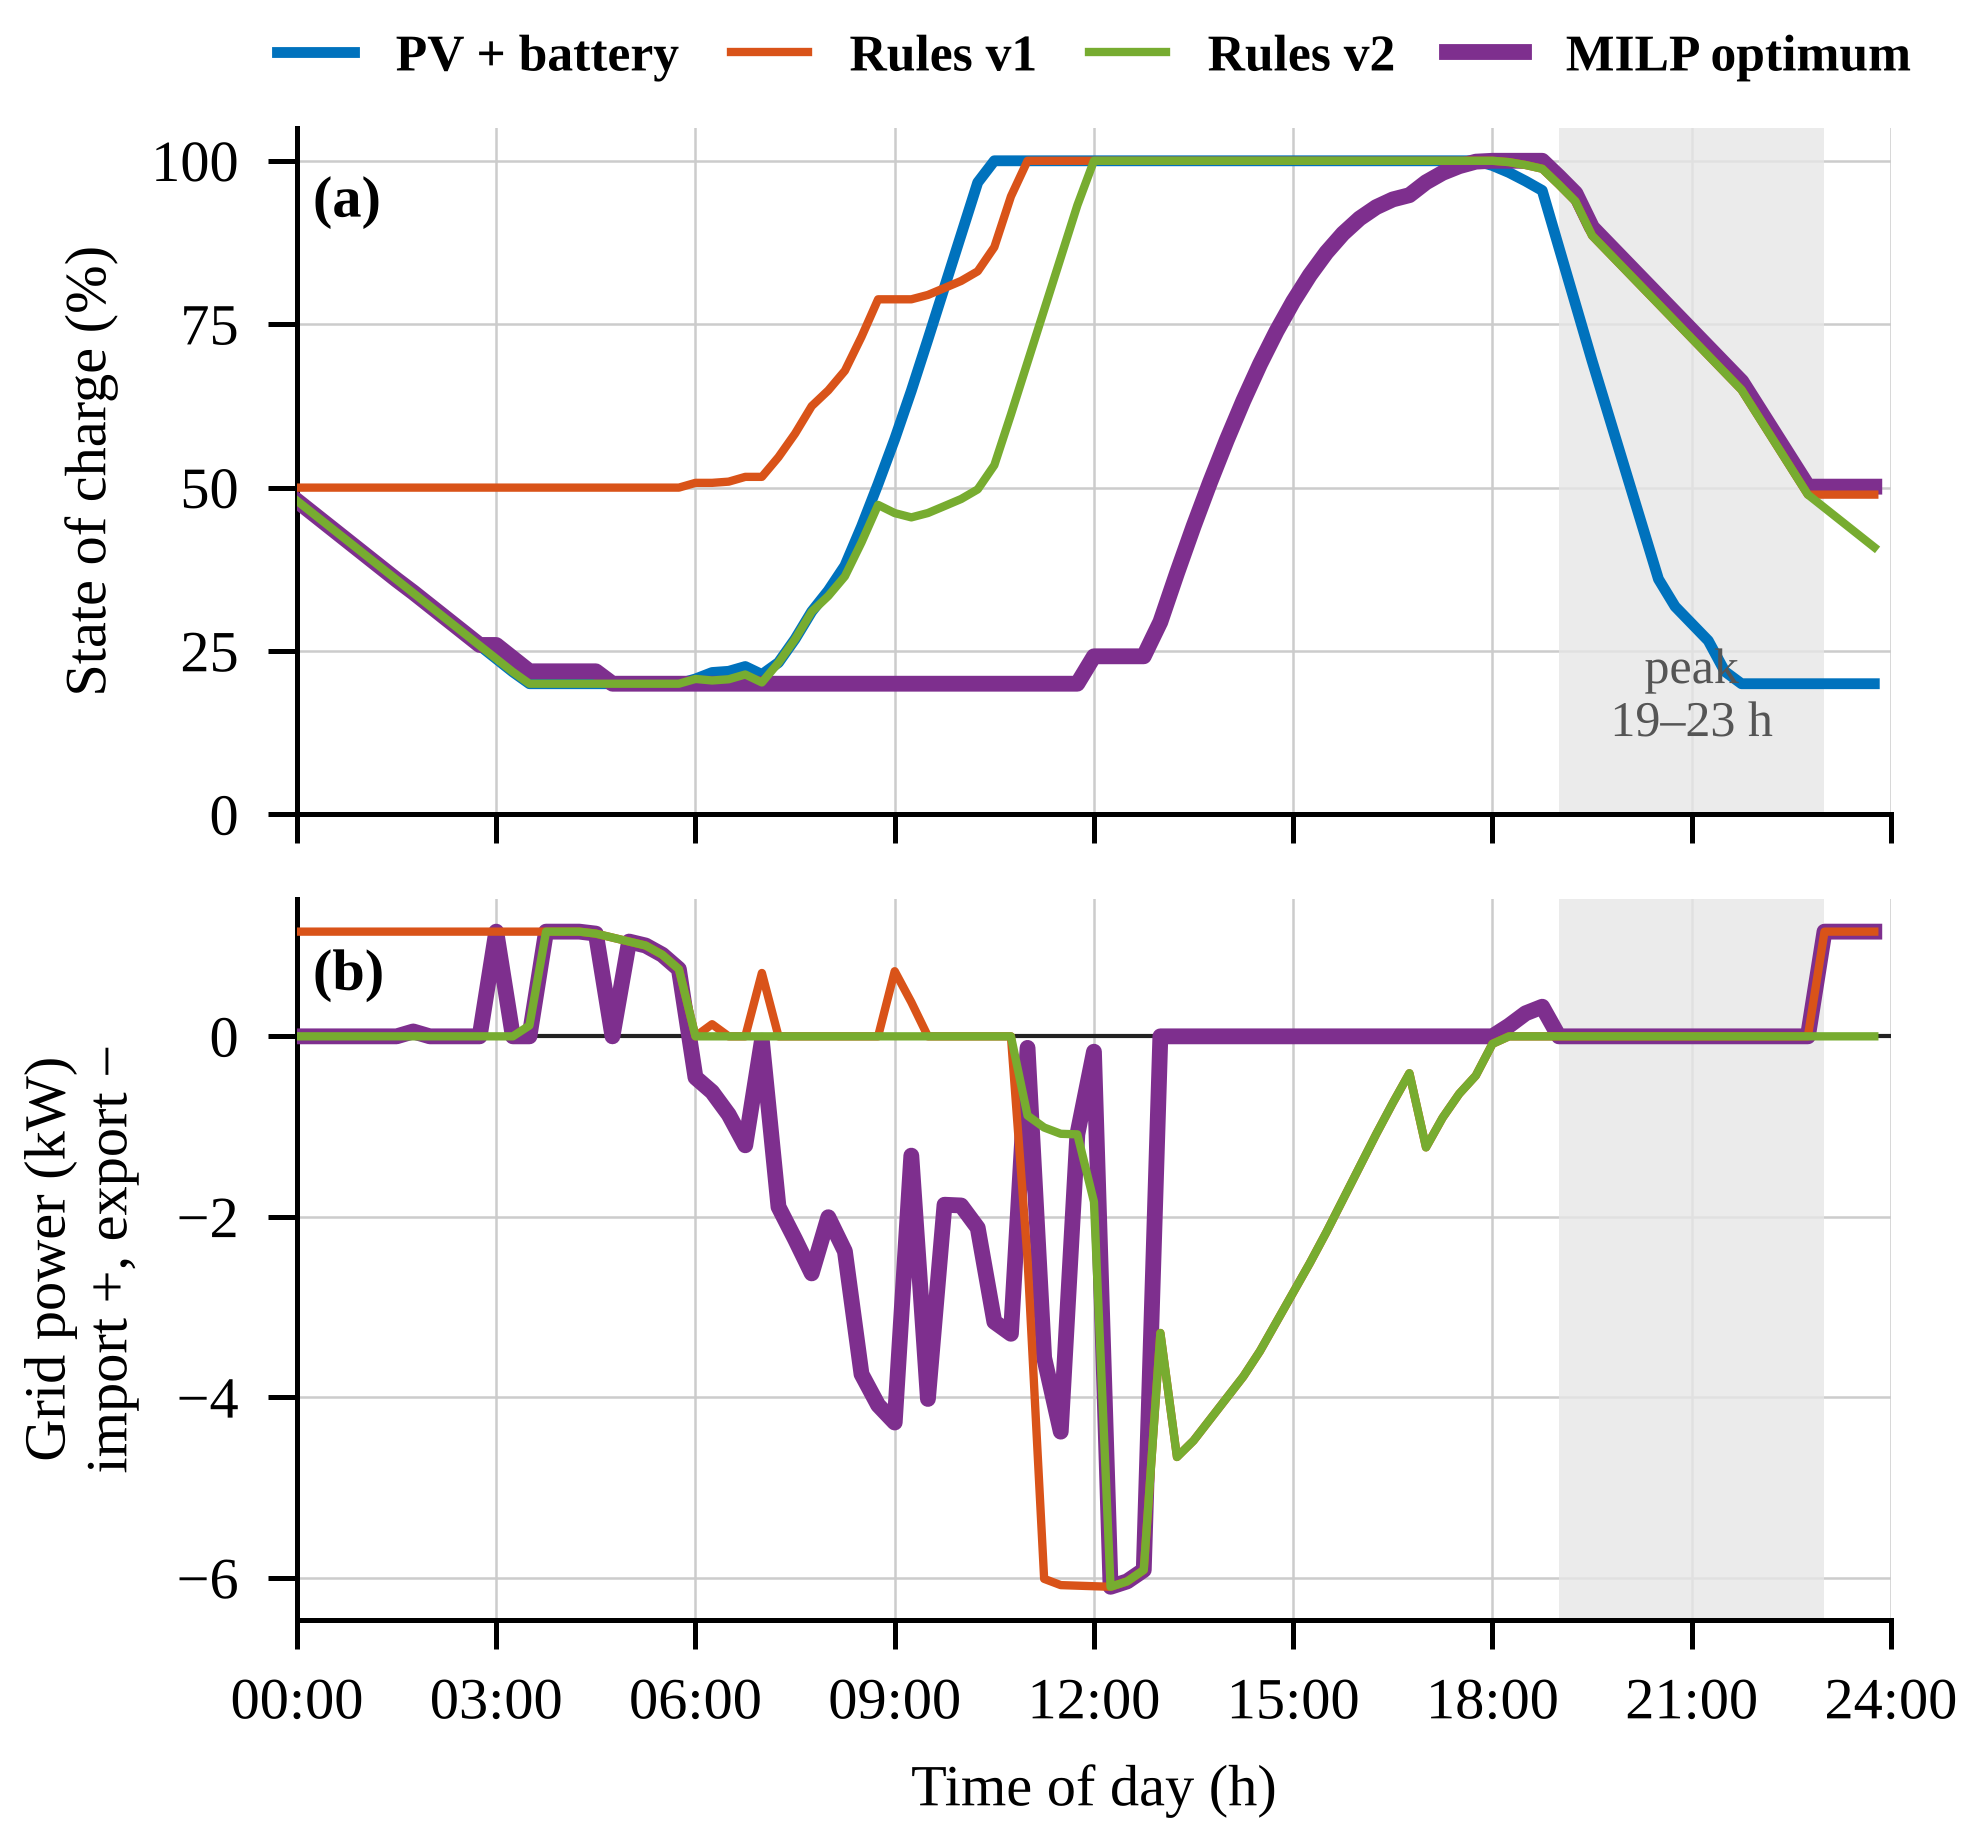 PV + battery Rules v1 Rules v2 MILP optimum
(a)
State of charge (%)
100
75
50
25
0
peak
19–23 h
(b)
Grid power (kW)
import +, export −
0
−2
−4
−6
00:00 03:00 06:00 09:00 12:00 15:00 18:00 21:00 24:00
Time of day (h)